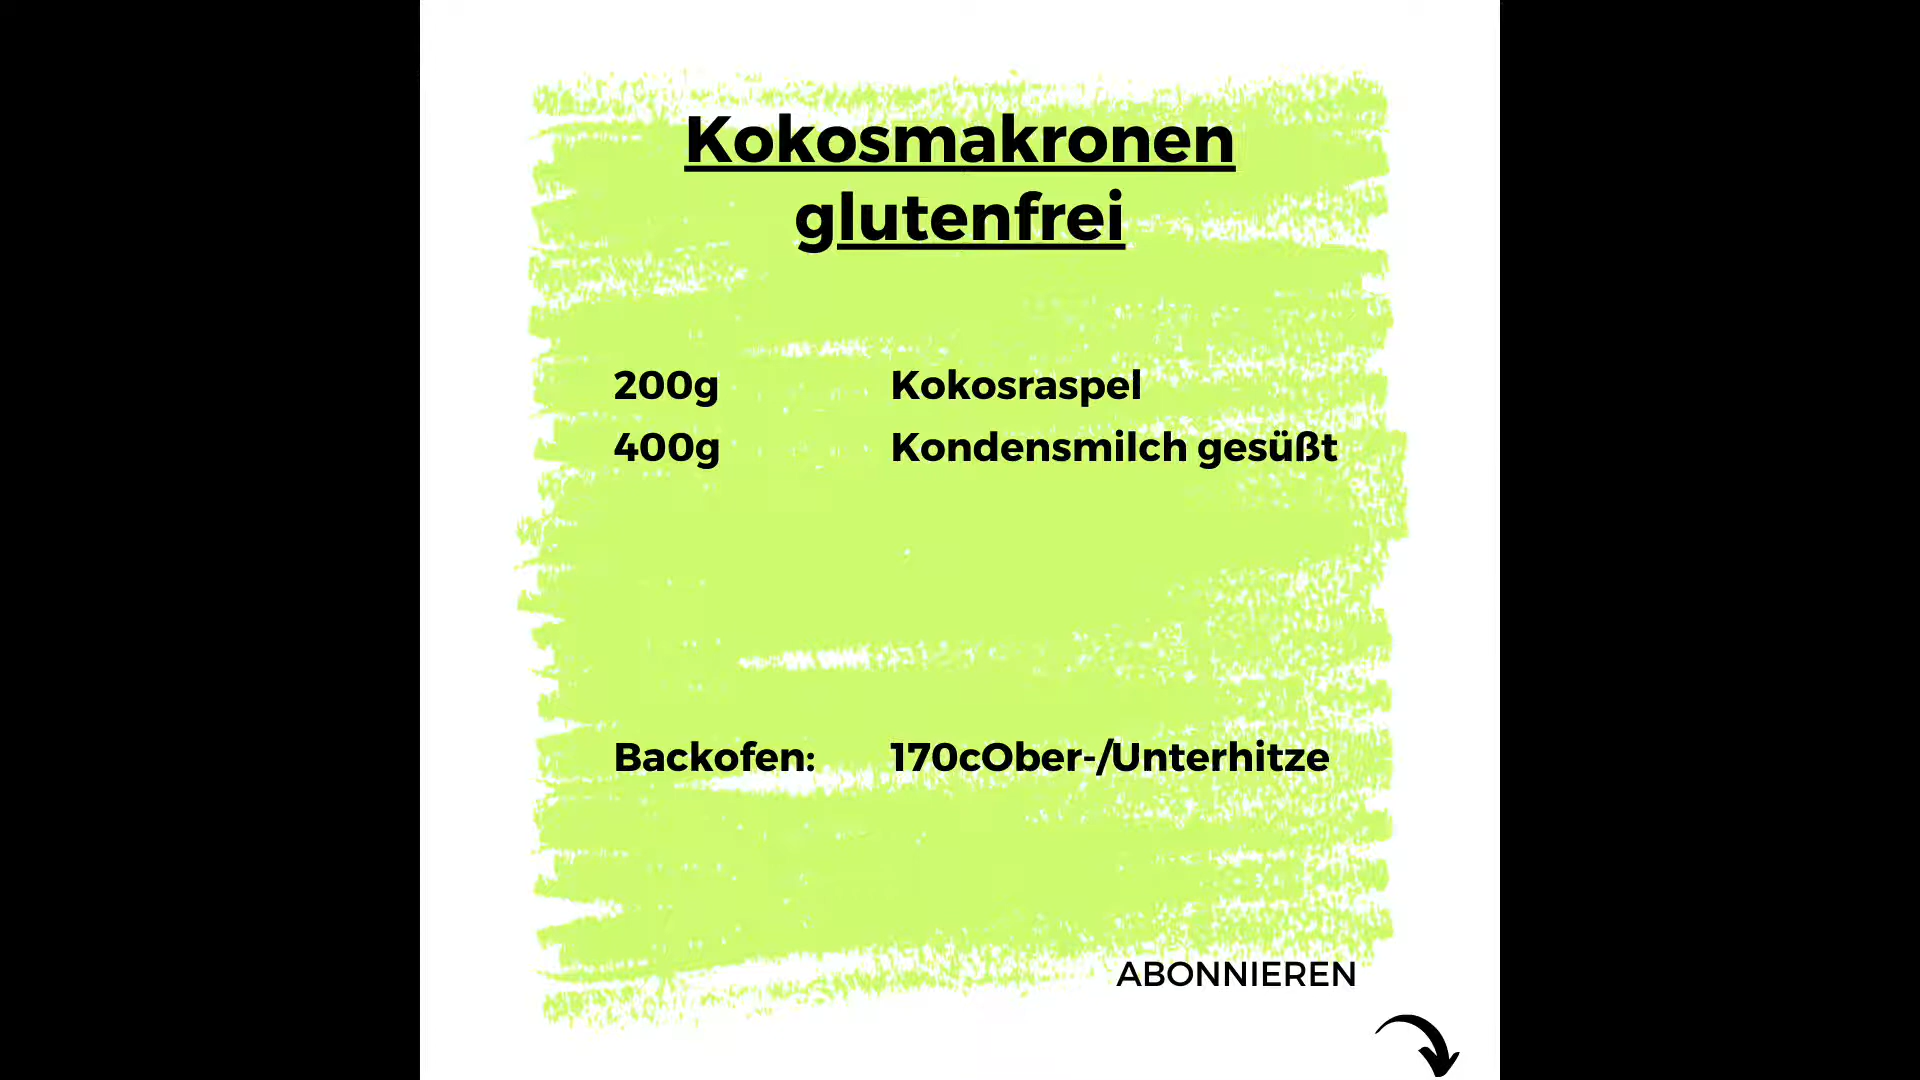 Kokosmakronen
glutenfrei
200g Kokosraspel
400g Kondensmilch gesüßt
Backofen: 170cOber-/Unterhitze
ABONNIEREN